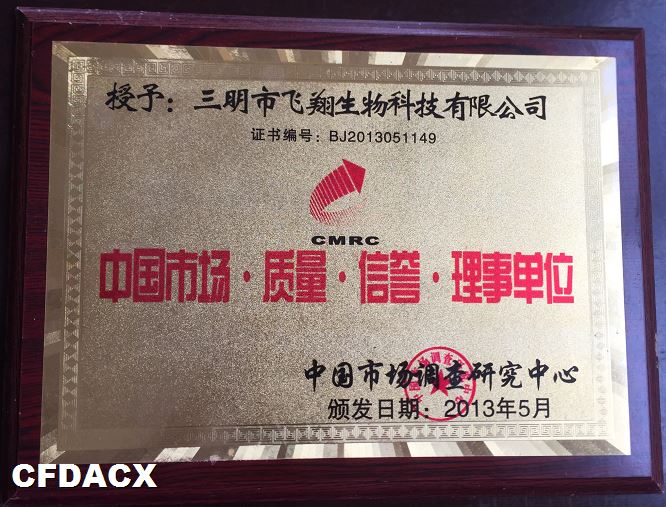 授予：三明市飞翔生物科技有限公司
证书编号：BJ2013051149
CMRC
中国市场·质量·信誉·理事单位
中国市场调查研究中心
颁发日期：2013年5月
CFDACX